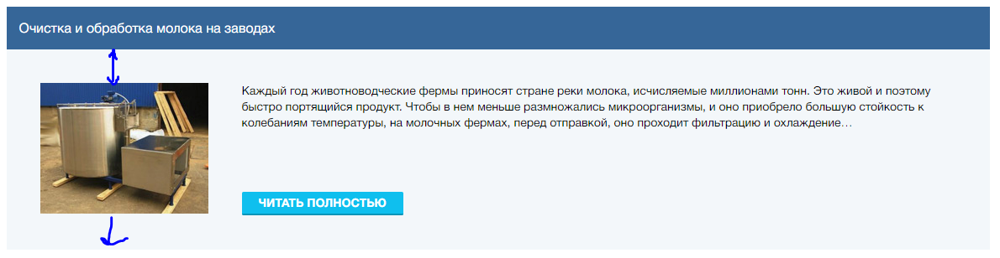 Очистка и обработка молока на заводах
Каждый год животноводческие фермы приносят стране реки молока, исчисляемые миллионами тонн. Это живой и поэтому
быстро портящийся продукт. Чтобы в нем меньше размножались микроорганизмы, и оно приобрело большую стойкость к
колебаниям температуры, на молочных фермах, перед отправкой, оно проходит фильтрацию и охлаждение…
ЧИТАТЬ ПОЛНОСТЬЮ